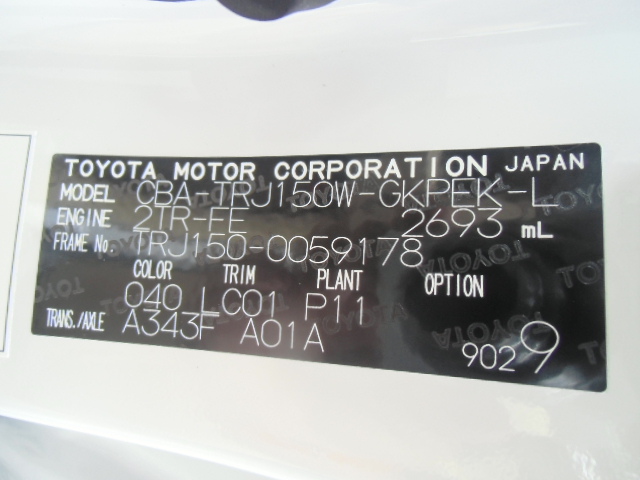 TOYOTA MOTOR CORPORATION JAPAN
MODEL CBA-TRJ150W-GKPEK-L
ENGINE 2TR-FE 2693 mL
FRAME No. TRJ150-0059178
COLOR TRIM PLANT OPTION
040 LC01 P11
TRANS./AXLE A343F A01A
9029